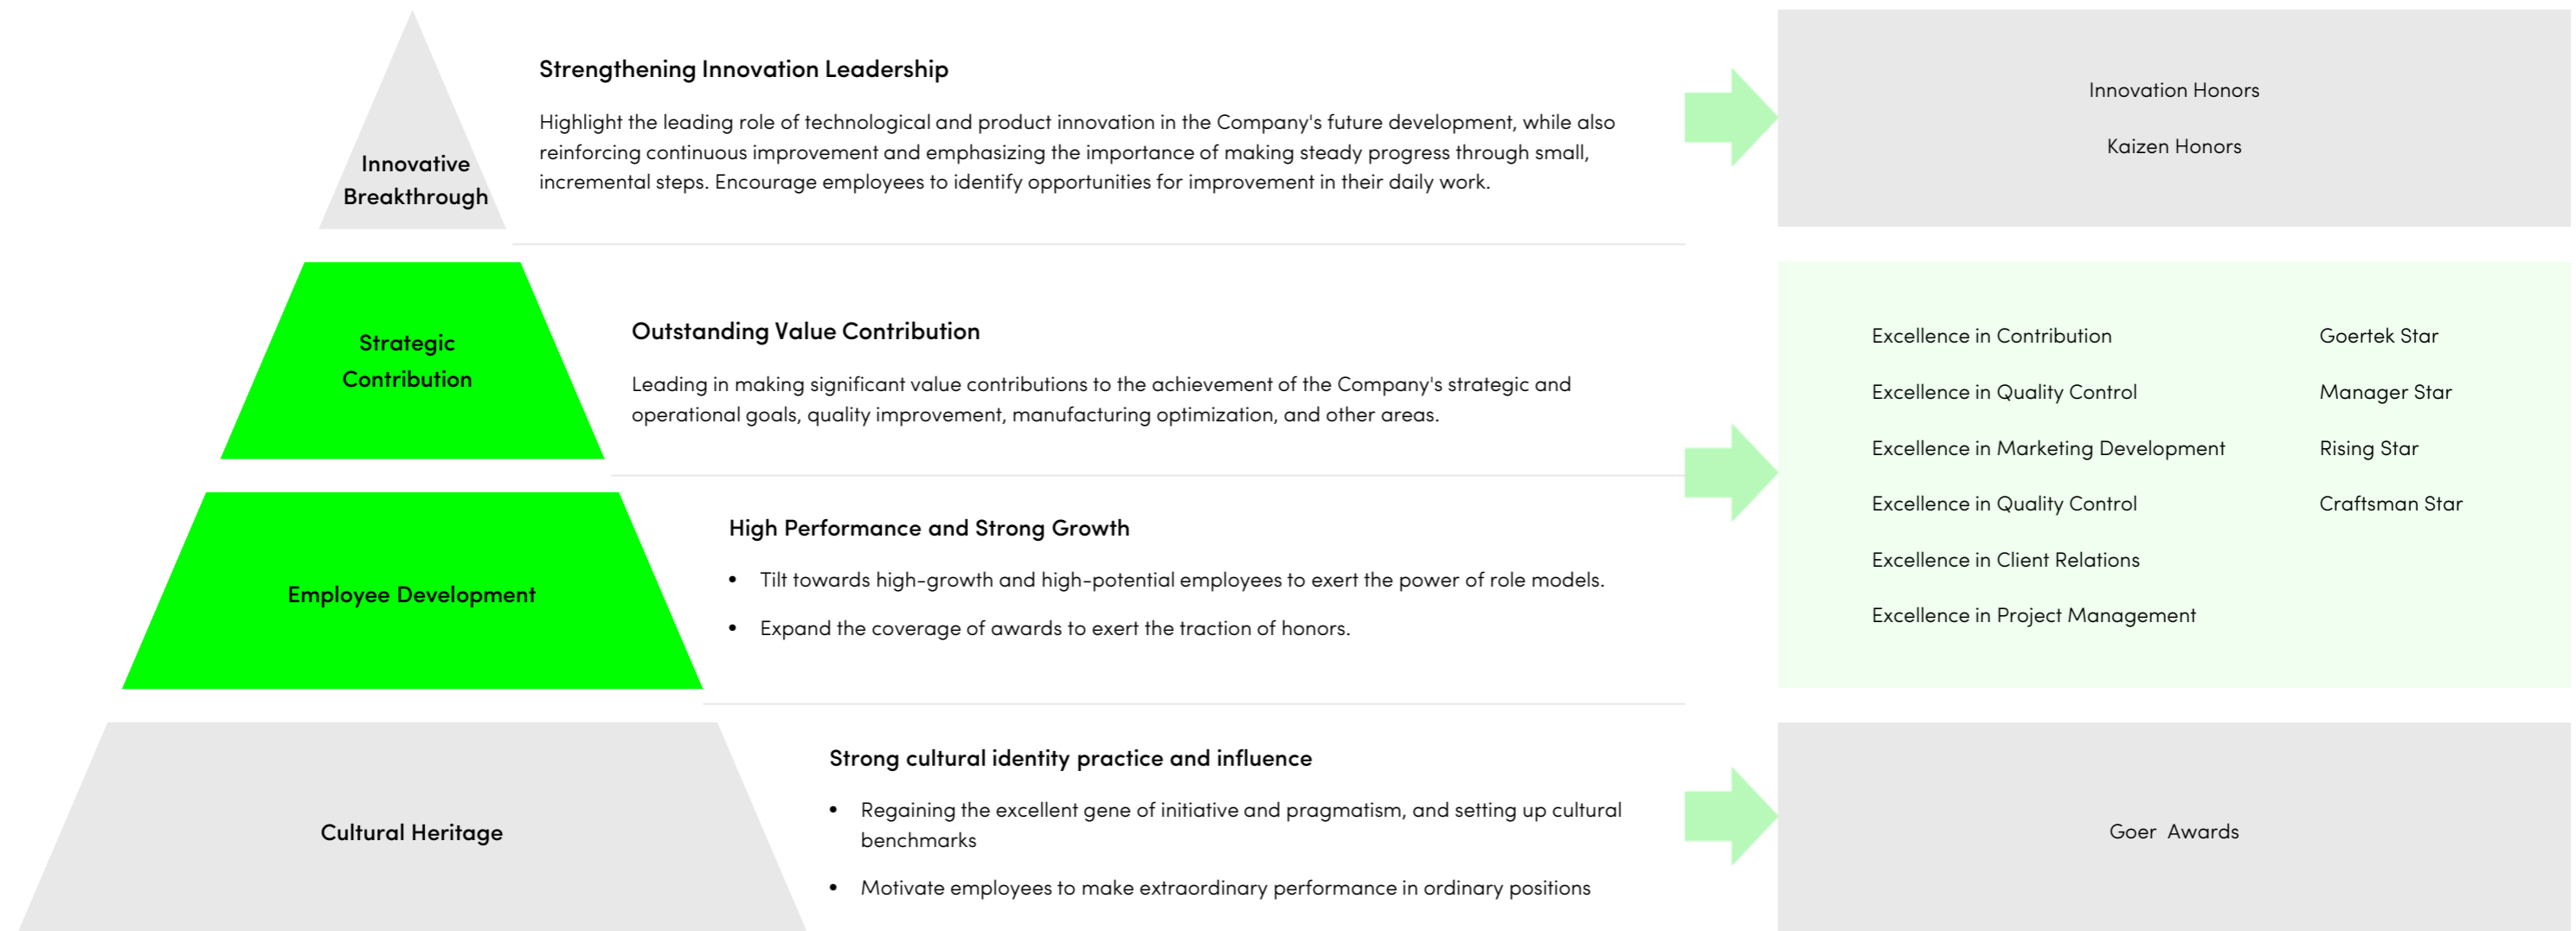 Innovative
Breakthrough
Strengthening Innovation Leadership
Highlight the leading role of technological and product innovation in the Company's future development, while also
reinforcing continuous improvement and emphasizing the importance of making steady progress through small,
incremental steps. Encourage employees to identify opportunities for improvement in their daily work.
Innovation Honors
Kaizen Honors
Strategic
Contribution
Outstanding Value Contribution
Leading in making significant value contributions to the achievement of the Company's strategic and
operational goals, quality improvement, manufacturing optimization, and other areas.
Employee Development
High Performance and Strong Growth
• Tilt towards high-growth and high-potential employees to exert the power of role models.
• Expand the coverage of awards to exert the traction of honors.
Excellence in Contribution
Excellence in Quality Control
Excellence in Marketing Development
Excellence in Quality Control
Excellence in Client Relations
Excellence in Project Management
Goertek Star
Manager Star
Rising Star
Craftsman Star
Cultural Heritage
Strong cultural identity practice and influence
• Regaining the excellent gene of initiative and pragmatism, and setting up cultural
benchmarks
• Motivate employees to make extraordinary performance in ordinary positions
Goer Awards